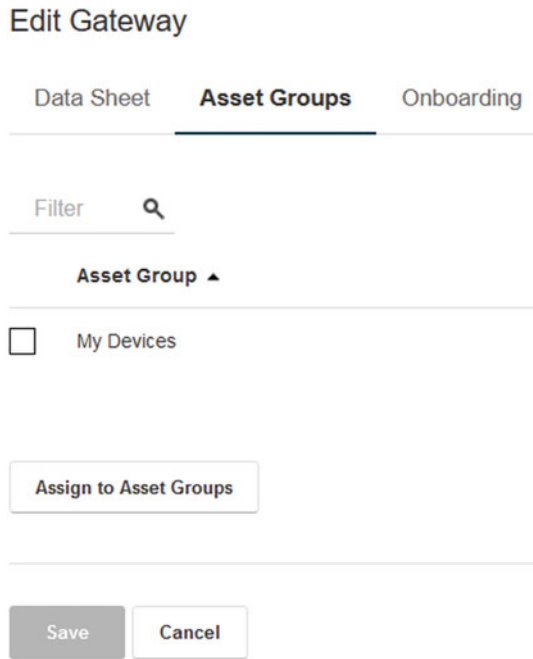 Edit Gateway
Data Sheet Asset Groups Onboarding
Filter
Asset Group
My Devices
Assign to Asset Groups
Save Cancel